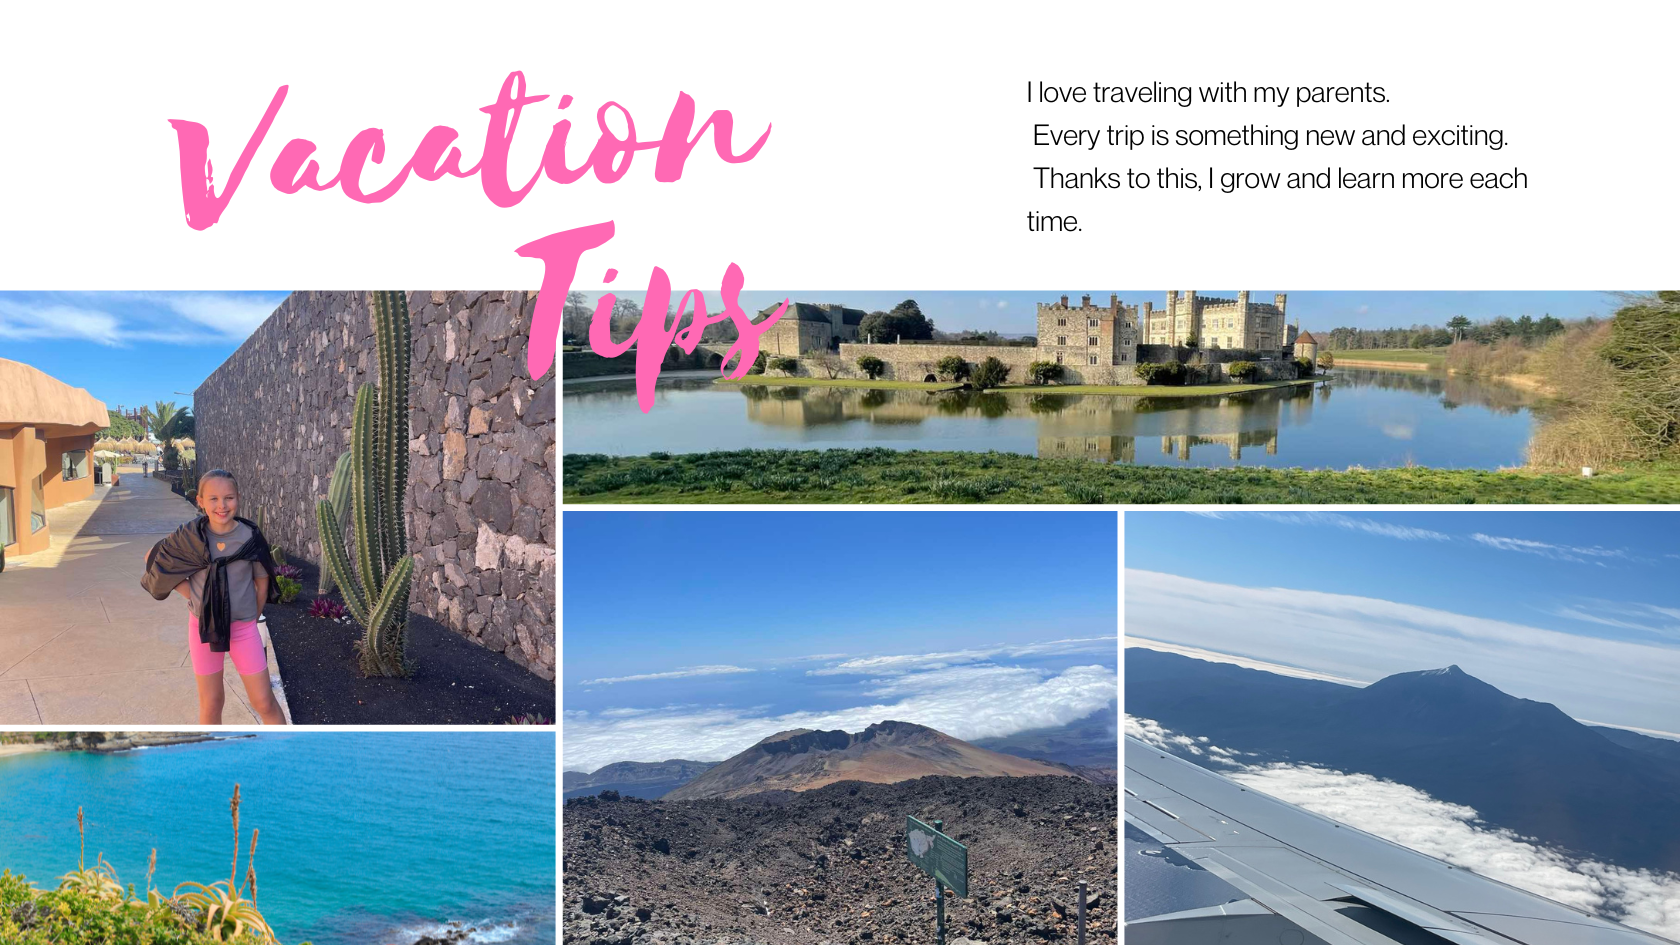 Vacation
Tips
I love traveling with my parents.
Every trip is something new and exciting.
Thanks to this, I grow and learn more each
time.